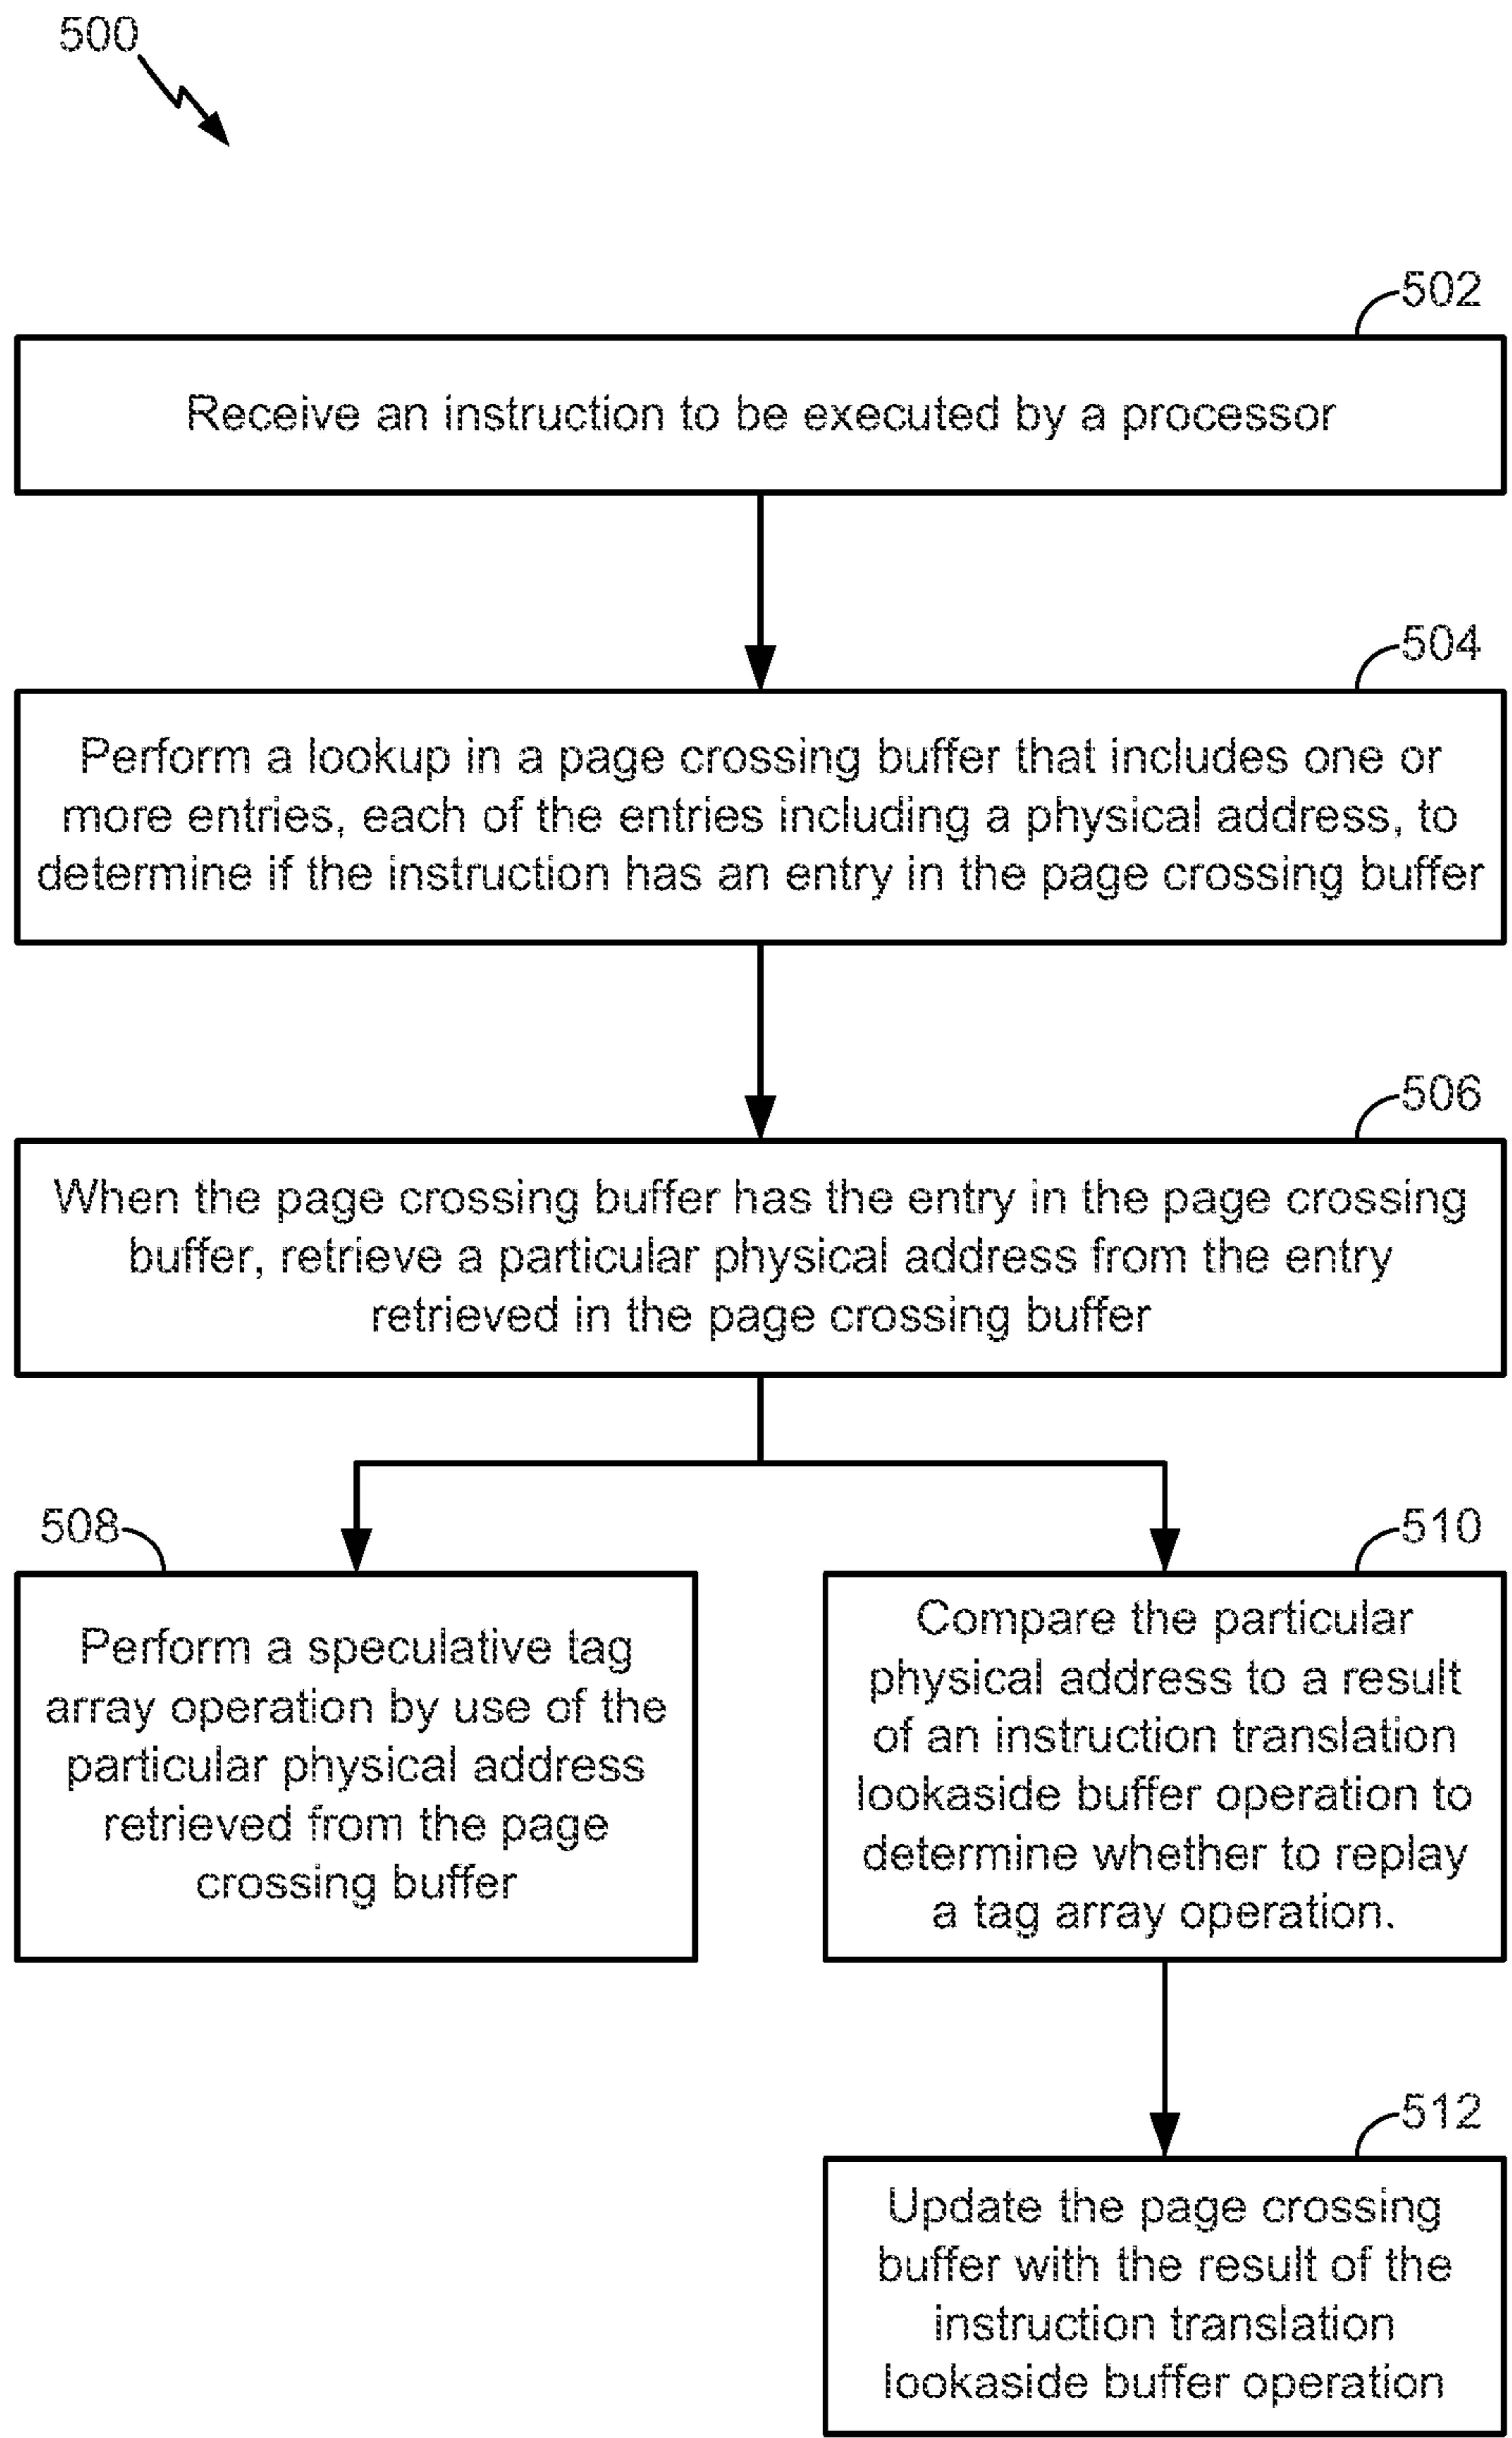 500
502
Receive an instruction to be executed by a processor
504
Perform a lookup in a page crossing buffer that includes one or
more entries, each of the entries including a physical address, to
determine if the instruction has an entry in the page crossing buffer
506
When the page crossing buffer has the entry in the page crossing
buffer, retrieve a particular physical address from the entry
retrieved in the page crossing buffer
508
Perform a speculative tag
array operation by use of the
particular physical address
retrieved from the page
crossing buffer
510
Compare the particular
physical address to a result
of an instruction translation
lookaside buffer operation to
determine whether to replay
a tag array operation.
512
Update the page crossing
buffer with the result of the
instruction translation
lookaside buffer operation